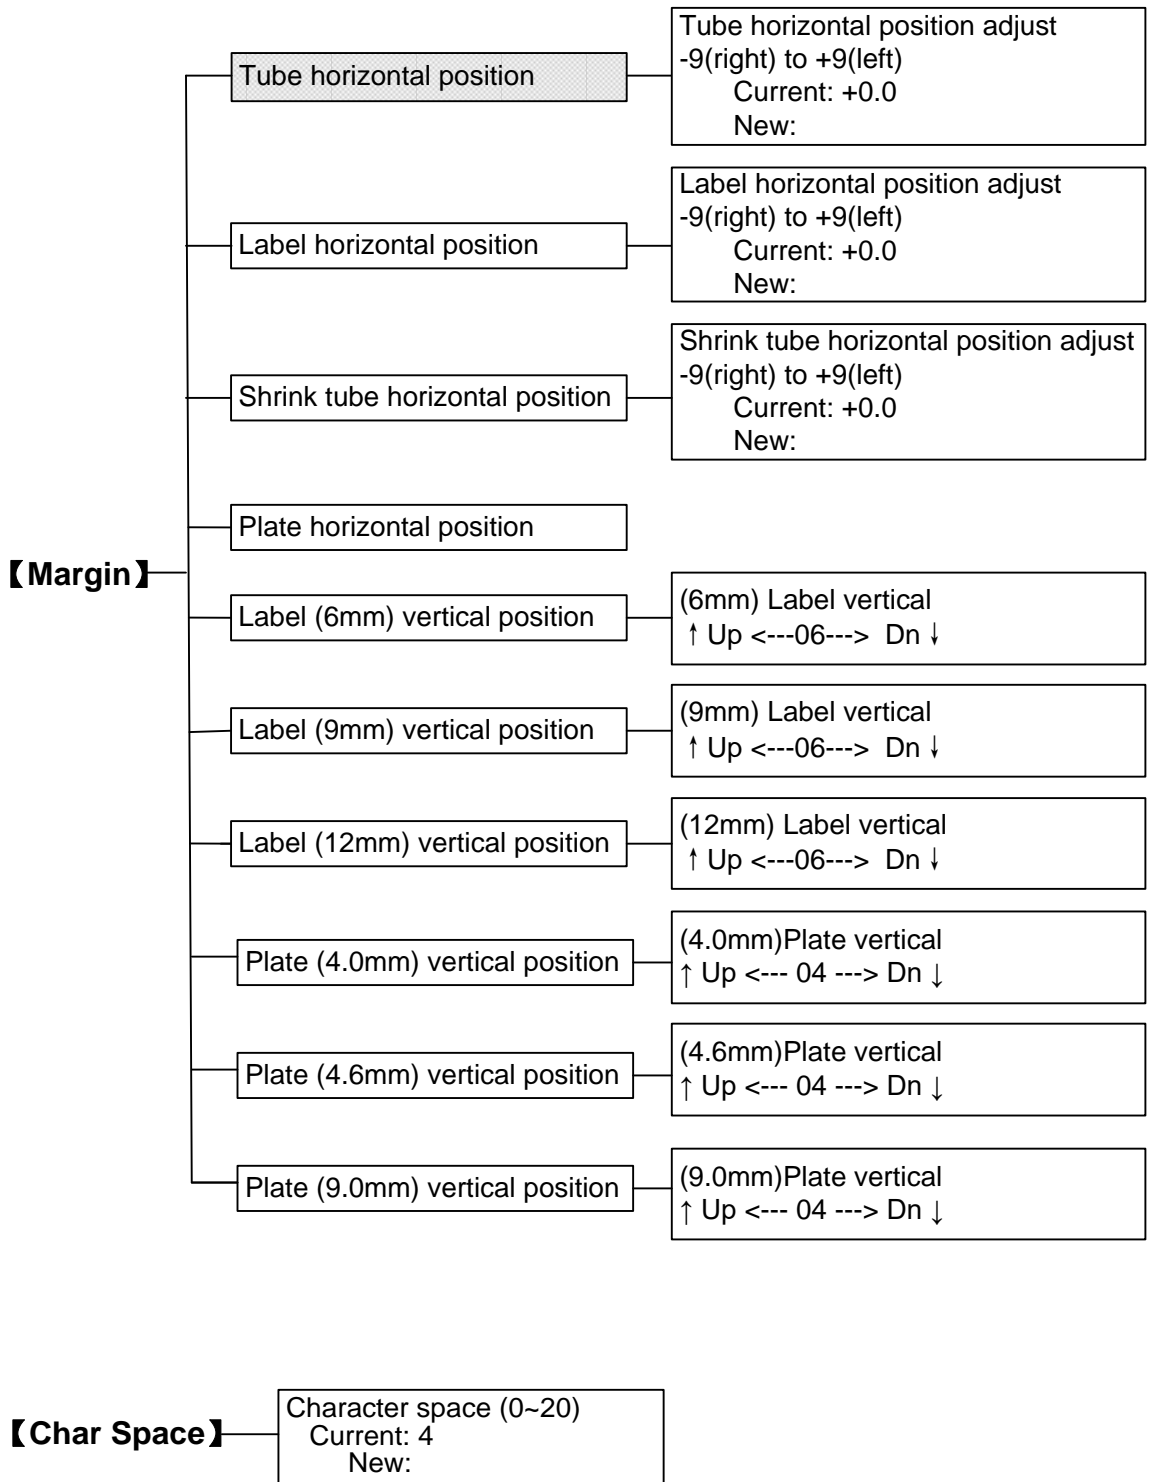 Tube horizontal position
Tube horizontal position adjust
-9(right) to +9(left)
Current: +0.0
New:
Label horizontal position
Label horizontal position adjust
-9(right) to +9(left)
Current: +0.0
New:
Shrink tube horizontal position
Shrink tube horizontal position adjust
-9(right) to +9(left)
Current: +0.0
New:
Plate horizontal position
【Margin】
Label (6mm) vertical position
(6mm) Label vertical
↑ Up <---06---> Dn ↓
Label (9mm) vertical position
(9mm) Label vertical
↑ Up <---06---> Dn ↓
Label (12mm) vertical position
(12mm) Label vertical
↑ Up <---06---> Dn ↓
Plate (4.0mm) vertical position
(4.0mm)Plate vertical
↑ Up <--- 04 ---> Dn ↓
Plate (4.6mm) vertical position
(4.6mm)Plate vertical
↑ Up <--- 04 ---> Dn ↓
Plate (9.0mm) vertical position
(9.0mm)Plate vertical
↑ Up <--- 04 ---> Dn ↓
【Char Space】
Character space (0~20)
Current: 4
New: